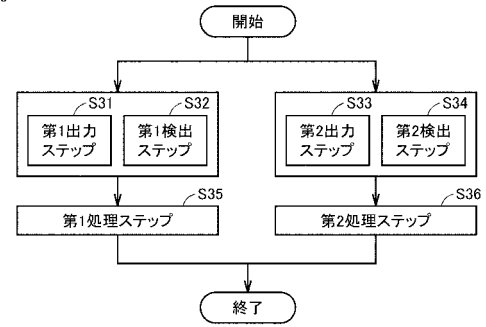 開始
S31
S32
S33
S34
第1出力
ステップ
第1検出
ステップ
第2出力
ステップ
第2検出
ステップ
S35
S36
第1処理ステップ
第2処理ステップ
終了